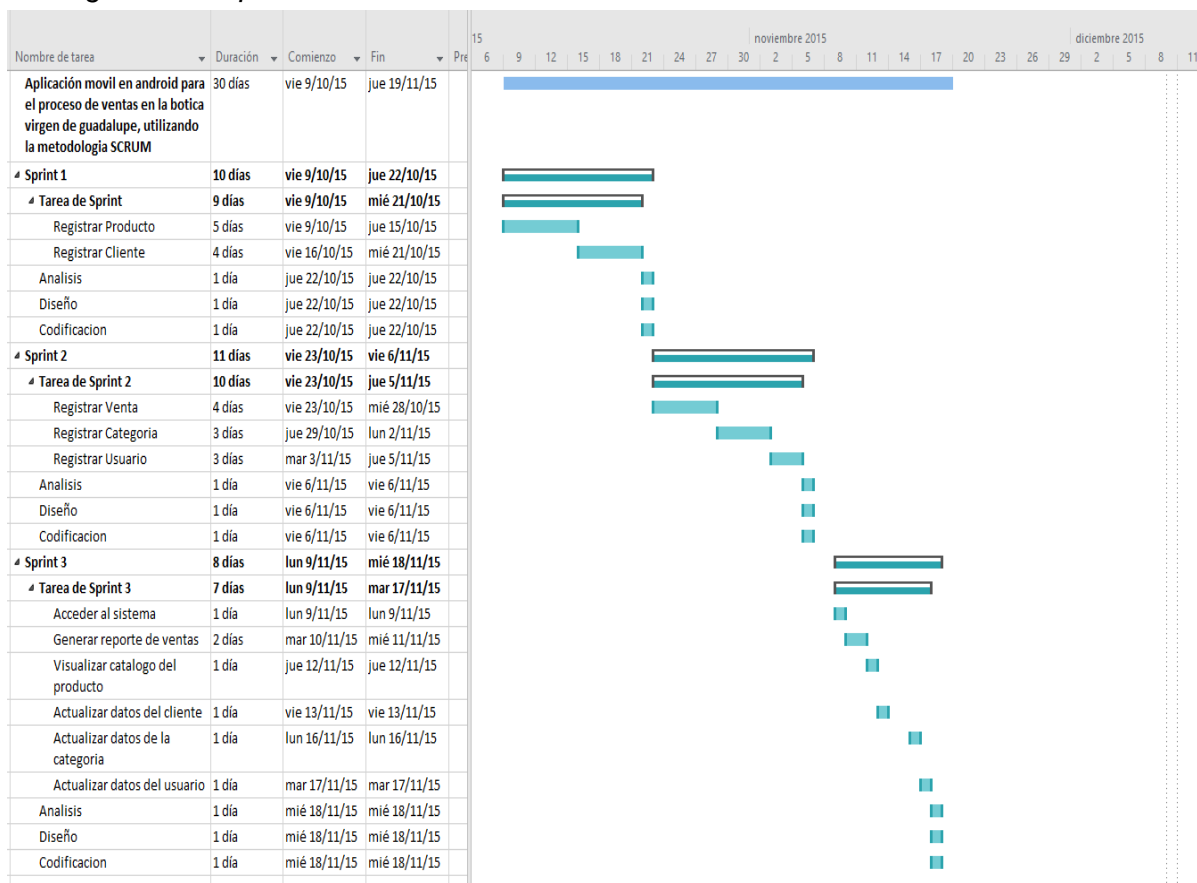 15 noviembre 2015 diciembre 2015
Nombre de tarea Duración Comienzo Fin Pre 6 9 12 15 18 21 24 27 30 2 5 8 11 14 17 20 23 26 29 2 5 8 11
Aplicación movil en android para 30 días vie 9/10/15 jue 19/11/15
el proceso de ventas en la botica
virgen de guadalupe, utilizando
la metodologia SCRUM
Sprint 1 10 días vie 9/10/15 jue 22/10/15
Tarea de Sprint 9 días vie 9/10/15 mié 21/10/15
Registrar Producto 5 días vie 9/10/15 jue 15/10/15
Registrar Cliente 4 días vie 16/10/15 mié 21/10/15
Analisis 1 día jue 22/10/15 jue 22/10/15
Diseño 1 día jue 22/10/15 jue 22/10/15
Codificacion 1 día jue 22/10/15 jue 22/10/15
Sprint 2 11 días vie 23/10/15 vie 6/11/15
Tarea de Sprint 2 10 días vie 23/10/15 jue 5/11/15
Registrar Venta 4 días vie 23/10/15 mié 28/10/15
Registrar Categoria 3 días jue 29/10/15 lun 2/11/15
Registrar Usuario 3 días mar 3/11/15 jue 5/11/15
Analisis 1 día vie 6/11/15 vie 6/11/15
Diseño 1 día vie 6/11/15 vie 6/11/15
Codificacion 1 día vie 6/11/15 vie 6/11/15
Sprint 3 8 días lun 9/11/15 mié 18/11/15
Tarea de Sprint 3 7 días lun 9/11/15 mar 17/11/15
Acceder al sistema 1 día lun 9/11/15 lun 9/11/15
Generar reporte de ventas 2 días mar 10/11/15 mié 11/11/15
Visualizar catalogo del 1 día jue 12/11/15 jue 12/11/15
producto
Actualizar datos del cliente 1 día vie 13/11/15 vie 13/11/15
Actualizar datos de la 1 día lun 16/11/15 lun 16/11/15
categoria
Actualizar datos del usuario 1 día mar 17/11/15 mar 17/11/15
Analisis 1 día mié 18/11/15 mié 18/11/15
Diseño 1 día mié 18/11/15 mié 18/11/15
Codificacion 1 día mié 18/11/15 mié 18/11/15